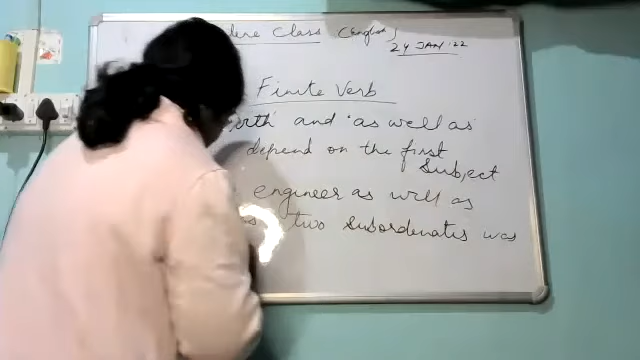 Class (English)
24 JAN '22
Finite Verb
and 'as well as
depend on the first
Subject
engineer as well as
two subordenates was